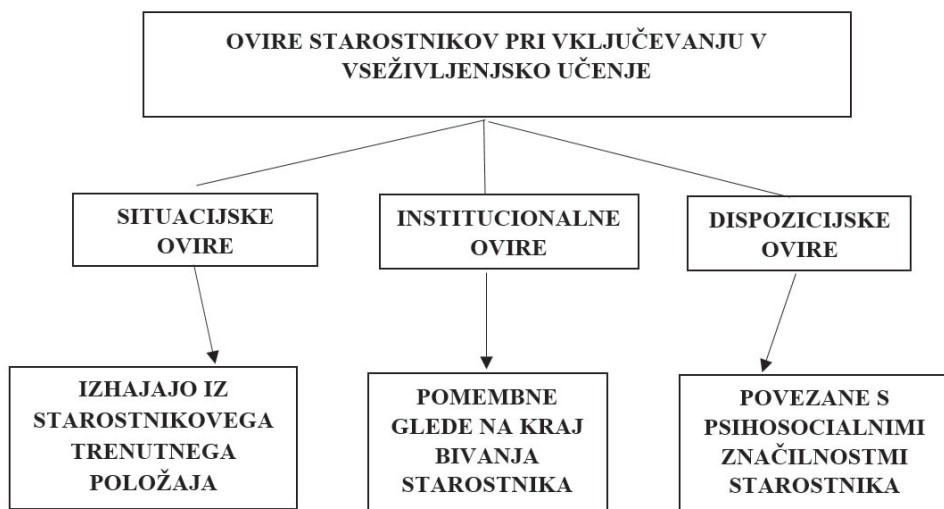 OVIRE STAROSTNIKOV PRI VKLJUČEVANJU V
VSEŽIVLJENJSKO UČENJE
SITUACIJSKE
OVIRE
INSTITUCIONALNE
OVIRE
DISPOZICIJSKE
OVIRE
IZHAJAJO IZ
STAROSTNIKOVEGA
TRENUTNEGA
POLOŽAJA
POMEMBNE
GLEDE NA KRAJ
BIVANJA
STAROSTNIKA
POVEZANE S
PSIHOSOCIALNIMI
ZNAČILNOSTMI
STAROSTNIKA